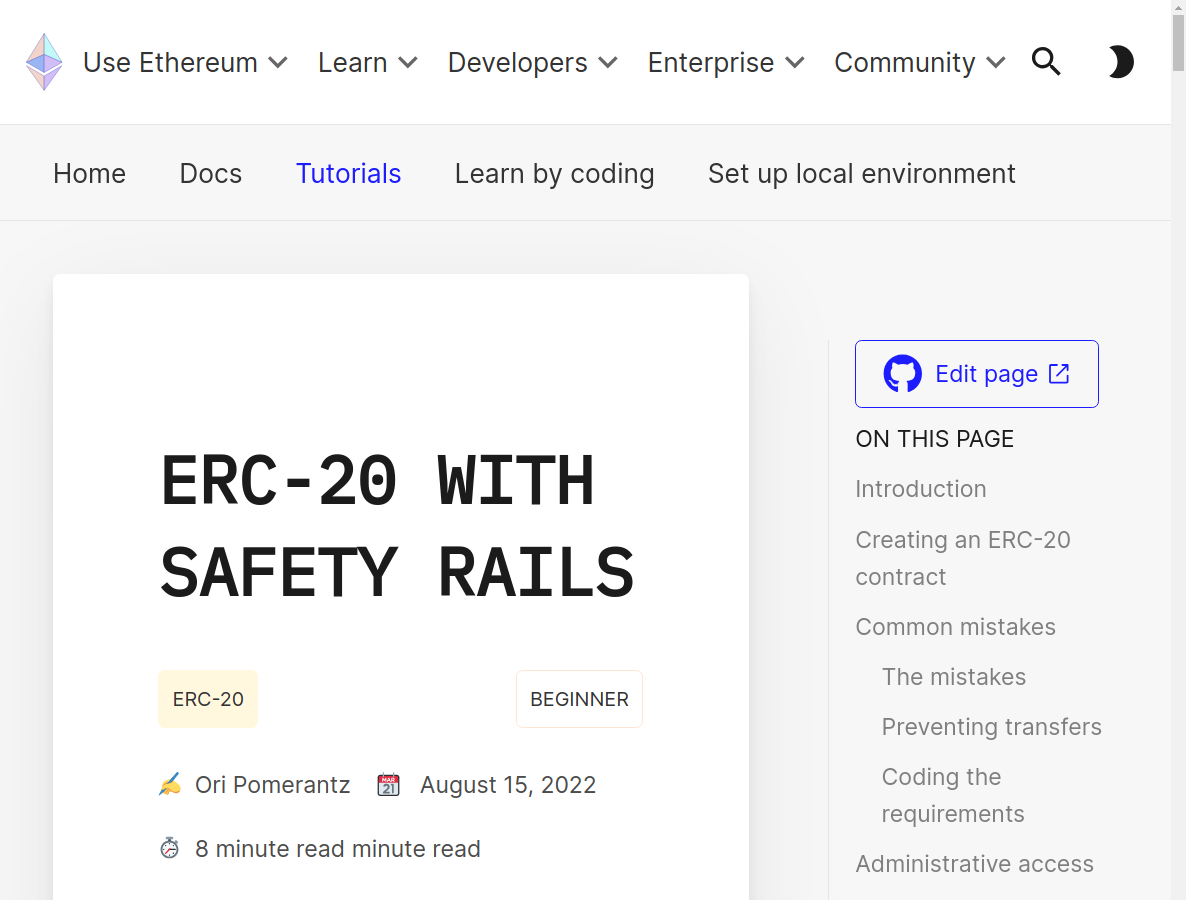 Use Ethereum Learn Developers Enterprise Community
Home Docs Tutorials Learn by coding Set up local environment
ERC-20 WITH
SAFETY RAILS
ERC-20 BEGINNER
Ori Pomerantz MAR 21 August 15, 2022
8 minute read minute read
Edit page
ON THIS PAGE
Introduction
Creating an ERC-20
contract
Common mistakes
The mistakes
Preventing transfers
Coding the
requirements
Administrative access